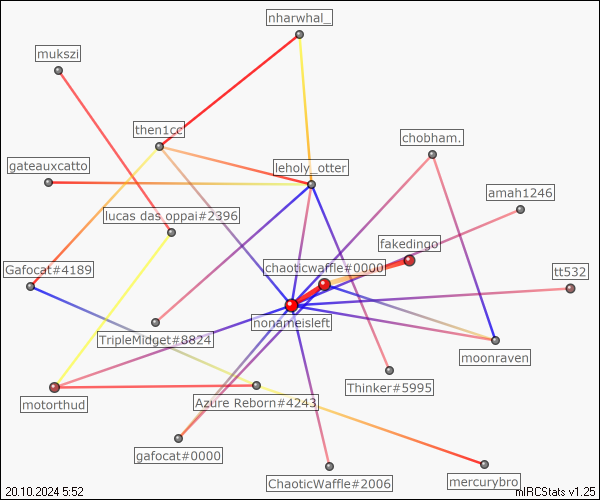 nharwhal_
mukszi
then1cc
chobham.
gateauxcatto
leholy_otter
amah1246
lucas das oppai#2396
fakedingo
chaoticwaffle#0000
Gafocat#4189
tt532
nonameisleft
TripleMidget#8824
moonraven
Thinker#5995
motorthud
Azure Reborn#4243
gafocat#0000
ChaoticWaffle#2006
mercurybro
20.10.2024 5:52
mIRCStats v1.25